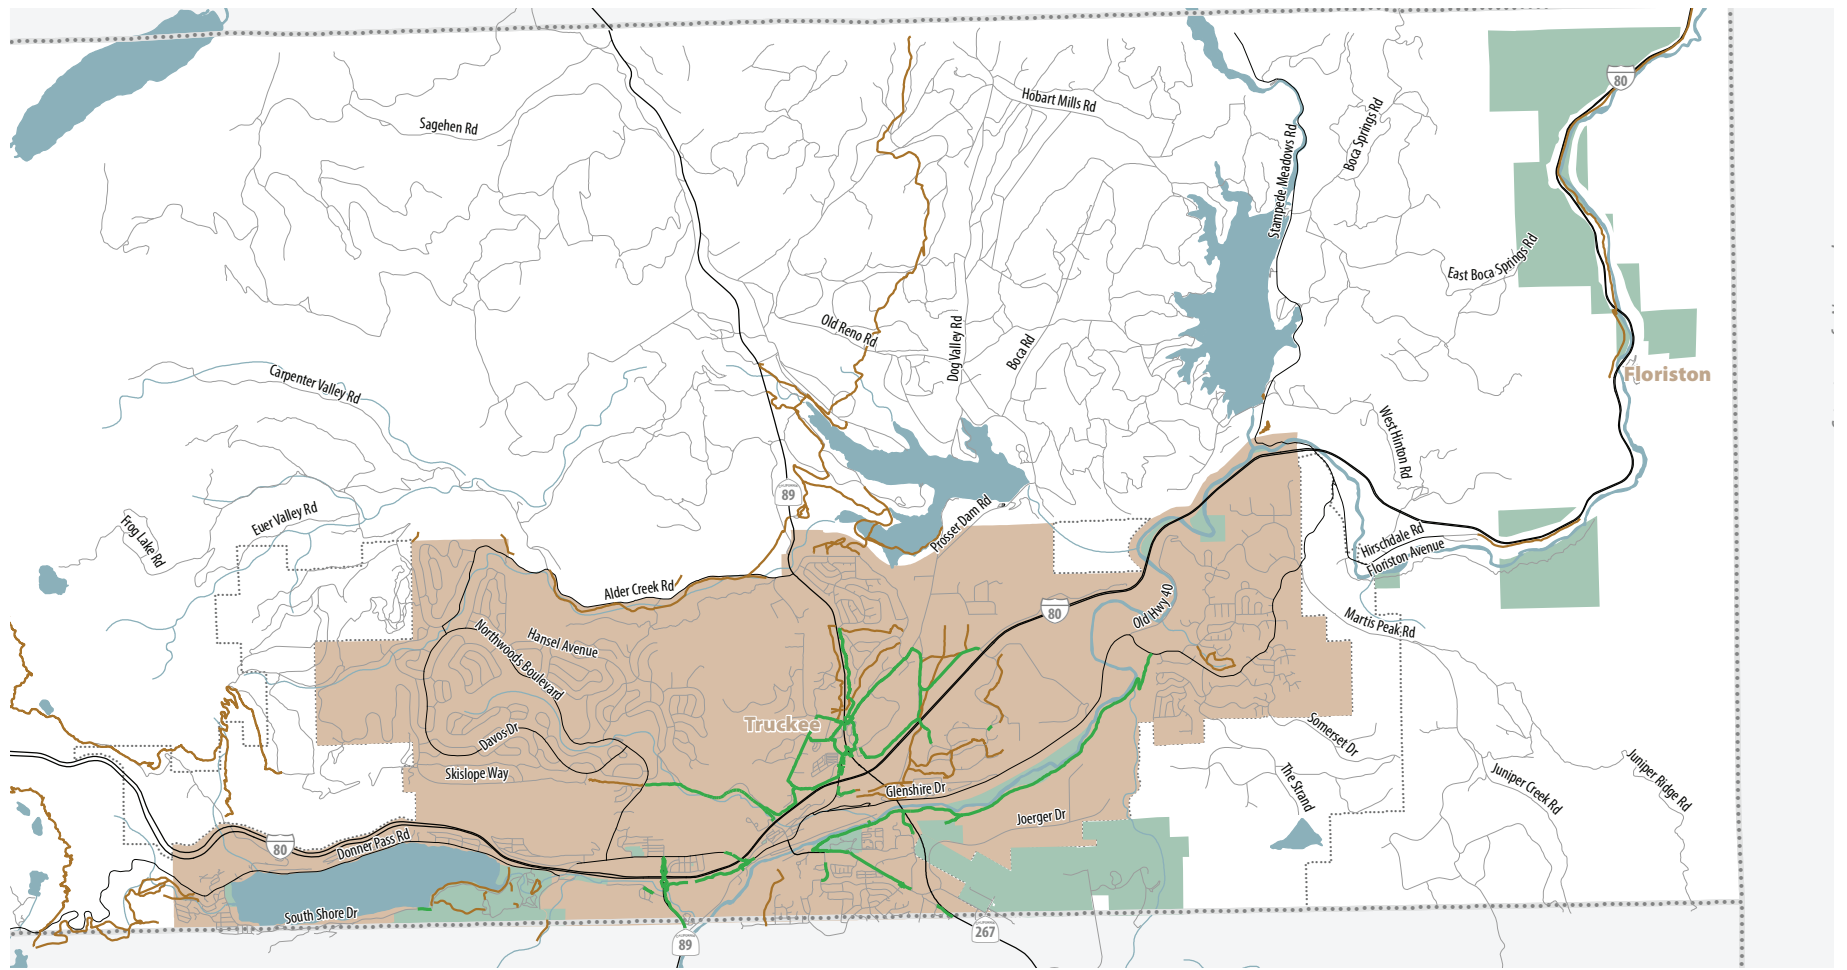 80
Hobart Mills Rd
Sagehen Rd
Boca Springs Rd
Stampede Meadows Rd
East Boca Springs Rd
Old Reno Rd
Dog Valley Rd
Boca Rd
Floriston
Carpenter Valley Rd
West Hinton Rd
CALIFORNIA
89
Prosser Dam Rd
Euer Valley Rd
Frog Lake Rd
Hirschdale Rd
Floriston Avenue
Alder Creek Rd
80
Old Hwy 40
Martis Peak Rd
Hansel Avenue
Northwoods Boulevard
Truckee
Davos Dr
Somerset Dr
Skislope Way
Glenshire Dr
The Strand
Juniper Creek Rd
Juniper Ridge Rd
Joerger Dr
80
Donner Pass Rd
South Shore Dr
CALIFORNIA
89
CALIFORNIA
267